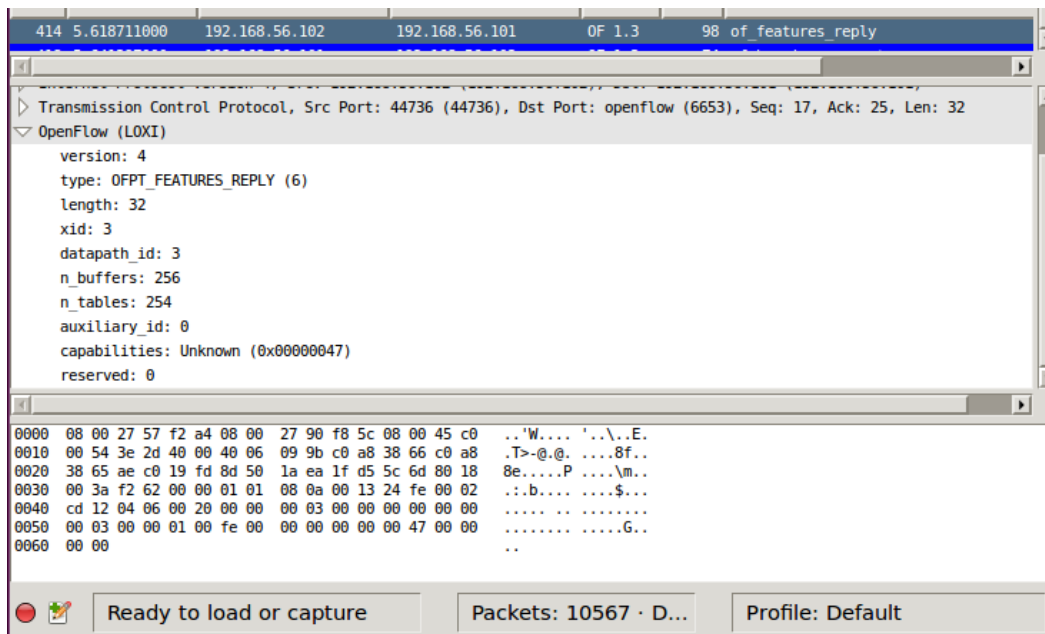 414 5.618711000 192.168.56.102 192.168.56.101 OF 1.3 98 of_features_reply
Transmission Control Protocol, Src Port: 44736 (44736), Dst Port: openflow (6653), Seq: 17, Ack: 25, Len: 32
OpenFlow (LOXI)
version: 4
type: OFPT_FEATURES_REPLY (6)
length: 32
xid: 3
datapath_id: 3
n_buffers: 256
n_tables: 254
auxiliary_id: 0
capabilities: Unknown (0x00000047)
reserved: 0
0000 08 00 27 57 f2 a4 08 00 27 90 f8 5c 08 00 45 c0 ..'W.... '..\..E.
0010 00 54 3e 2d 40 00 40 06 09 9b c0 a8 38 66 c0 a8 .T>-@.@. ....8f..
0020 38 65 ae c0 19 fd 8d 50 1a ea 1f d5 5c 6d 80 18 8e.....P ....\m..
0030 00 3a f2 62 00 00 01 01 08 0a 00 13 24 fe 00 02 .:.b.... ....$...
0040 cd 12 04 06 00 20 00 00 00 03 00 00 00 00 00 00 ..... .. ........
0050 00 03 00 00 01 00 fe 00 00 00 00 00 00 47 00 00 ........ .....G..
0060 00 00 ..
Ready to load or capture Packets: 10567 · D... Profile: Default